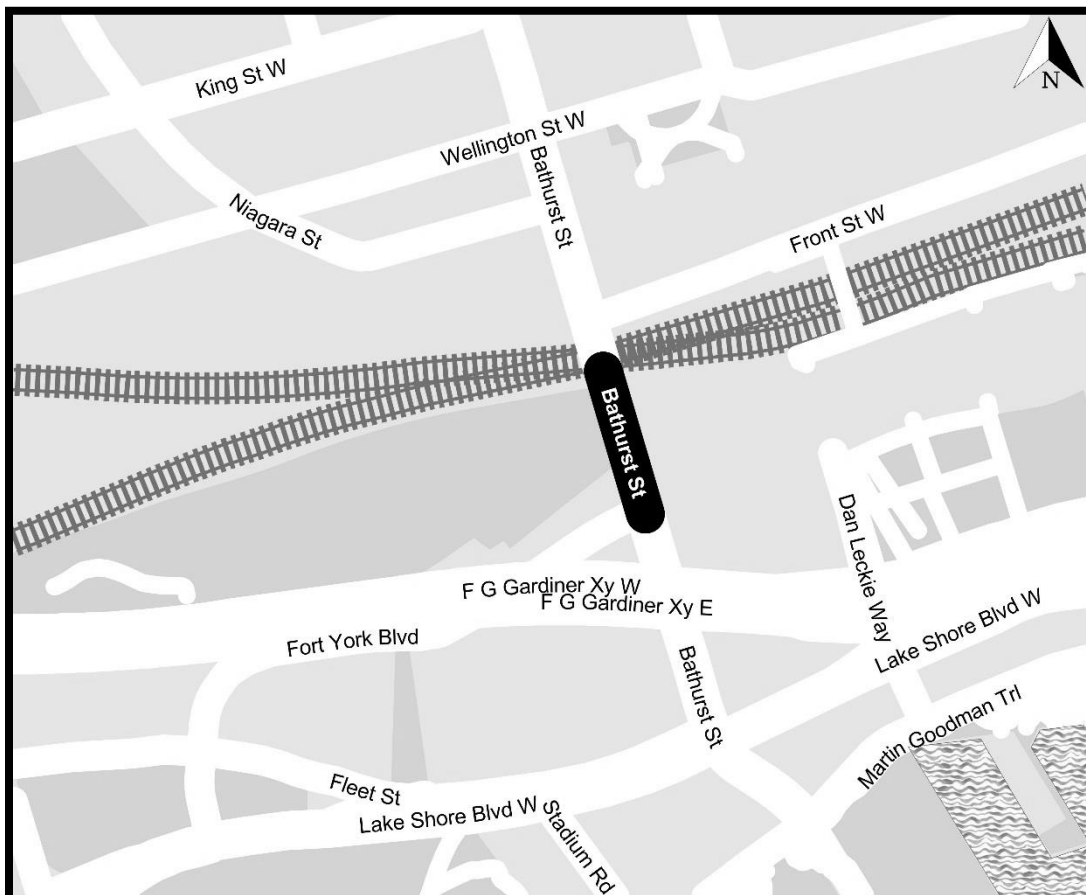 King St W
N
Wellington St W
Bathurst St
Niagara St
Front St W
Bathurst St
Dan Leckie Way
F G Gardiner Xy W
F G Gardiner Xy E
Fort York Blvd
Lake Shore Blvd W
Bathurst St
Martin Goodman Trl
Fleet St
Lake Shore Blvd W
Stadium Rd